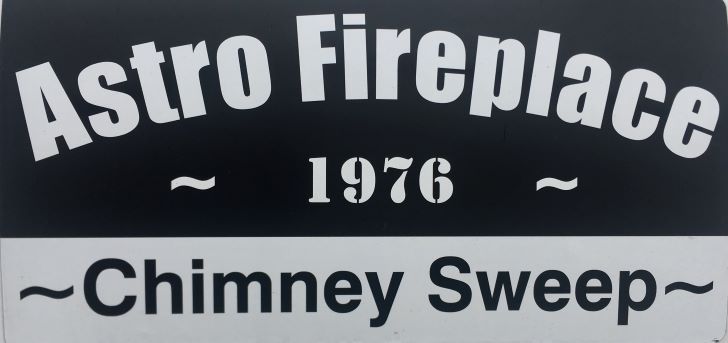 Astro Fireplace
~ 1976 ~
~Chimney Sweep~